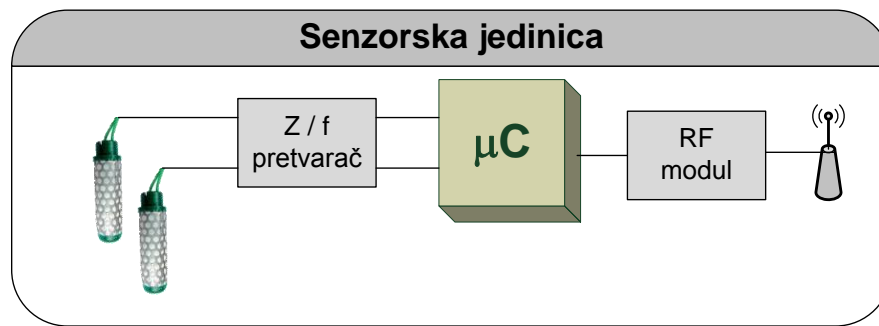 Senzorska jedinica
Z / f
pretvarač
μC
RF
modul